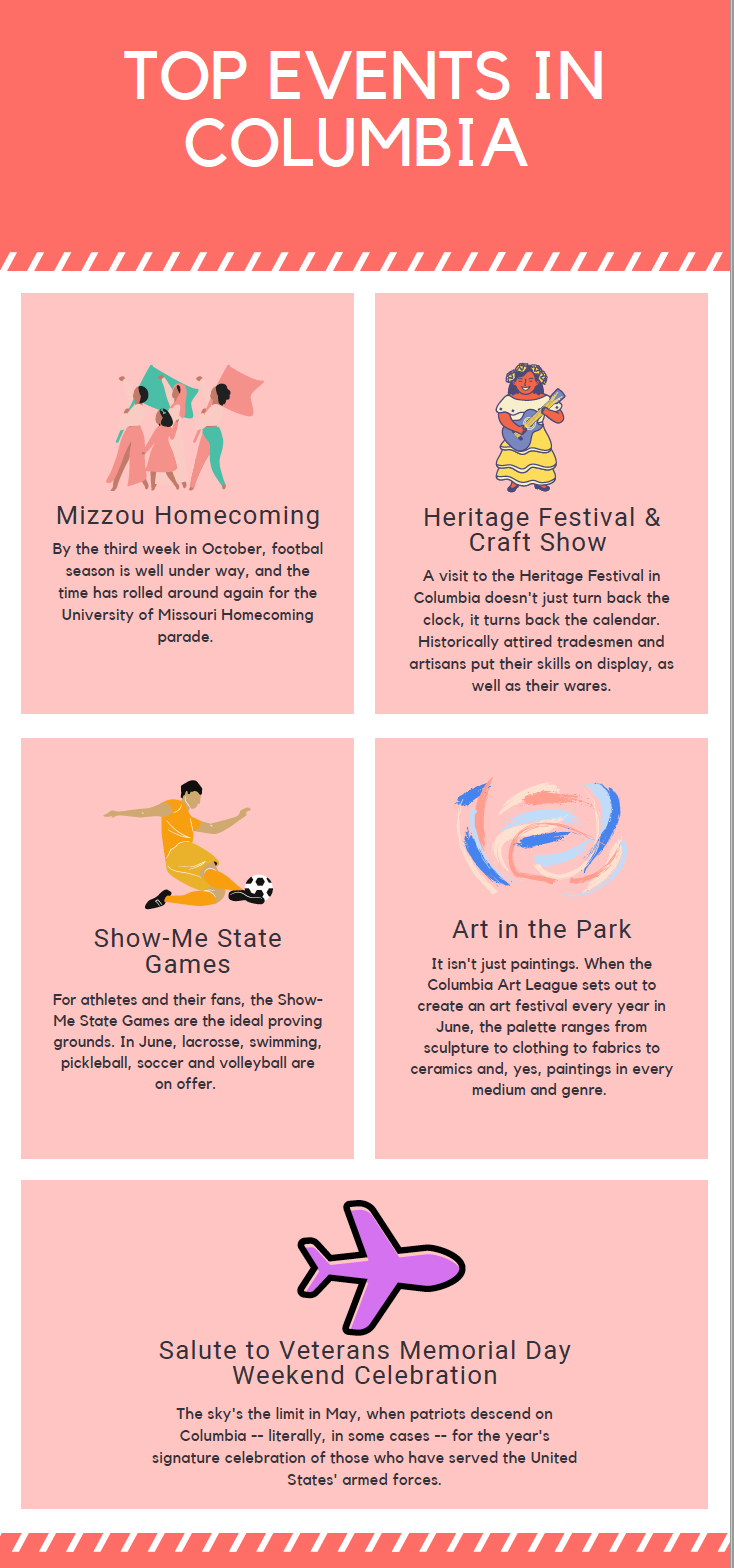 TOP EVENTS IN
COLUMBIA
Mizzou Homecoming
By the third week in October, footbal
season is well under way, and the
time has rolled around again for the
University of Missouri Homecoming
parade.
Heritage Festival &
Craft Show
A visit to the Heritage Festival in
Columbia doesn't just turn back the
clock, it turns back the calendar.
Historically attired tradesmen and
artisans put their skills on display, as
well as their wares.
Show-Me State
Games
For athletes and their fans, the Show-
Me State Games are the ideal proving
grounds. In June, lacrosse, swimming,
pickleball, soccer and volleyball are
on offer.
Art in the Park
It isn't just paintings. When the
Columbia Art League sets out to
create an art festival every year in
June, the palette ranges from
sculpture to clothing to fabrics to
ceramics and, yes, paintings in every
medium and genre.
Salute to Veterans Memorial Day
Weekend Celebration
The sky's the limit in May, when patriots descend on
Columbia -- literally, in some cases -- for the year's
signature celebration of those who have served the United
States' armed forces.